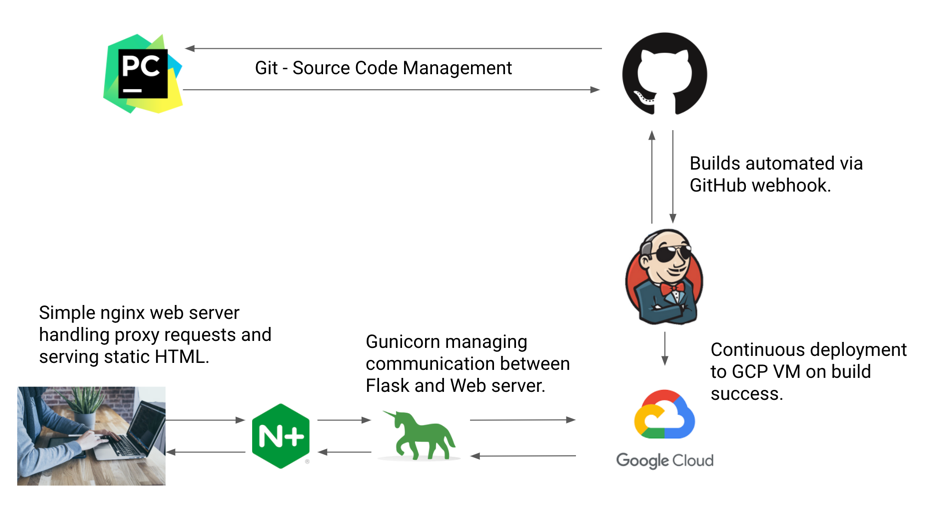 PC
Git - Source Code Management
Builds automated via
GitHub webhook.
Simple nginx web server
handling proxy requests and
serving static HTML.
Gunicorn managing
communication between
Flask and Web server.
Continuous deployment
to GCP VM on build
success.
N+
Google Cloud